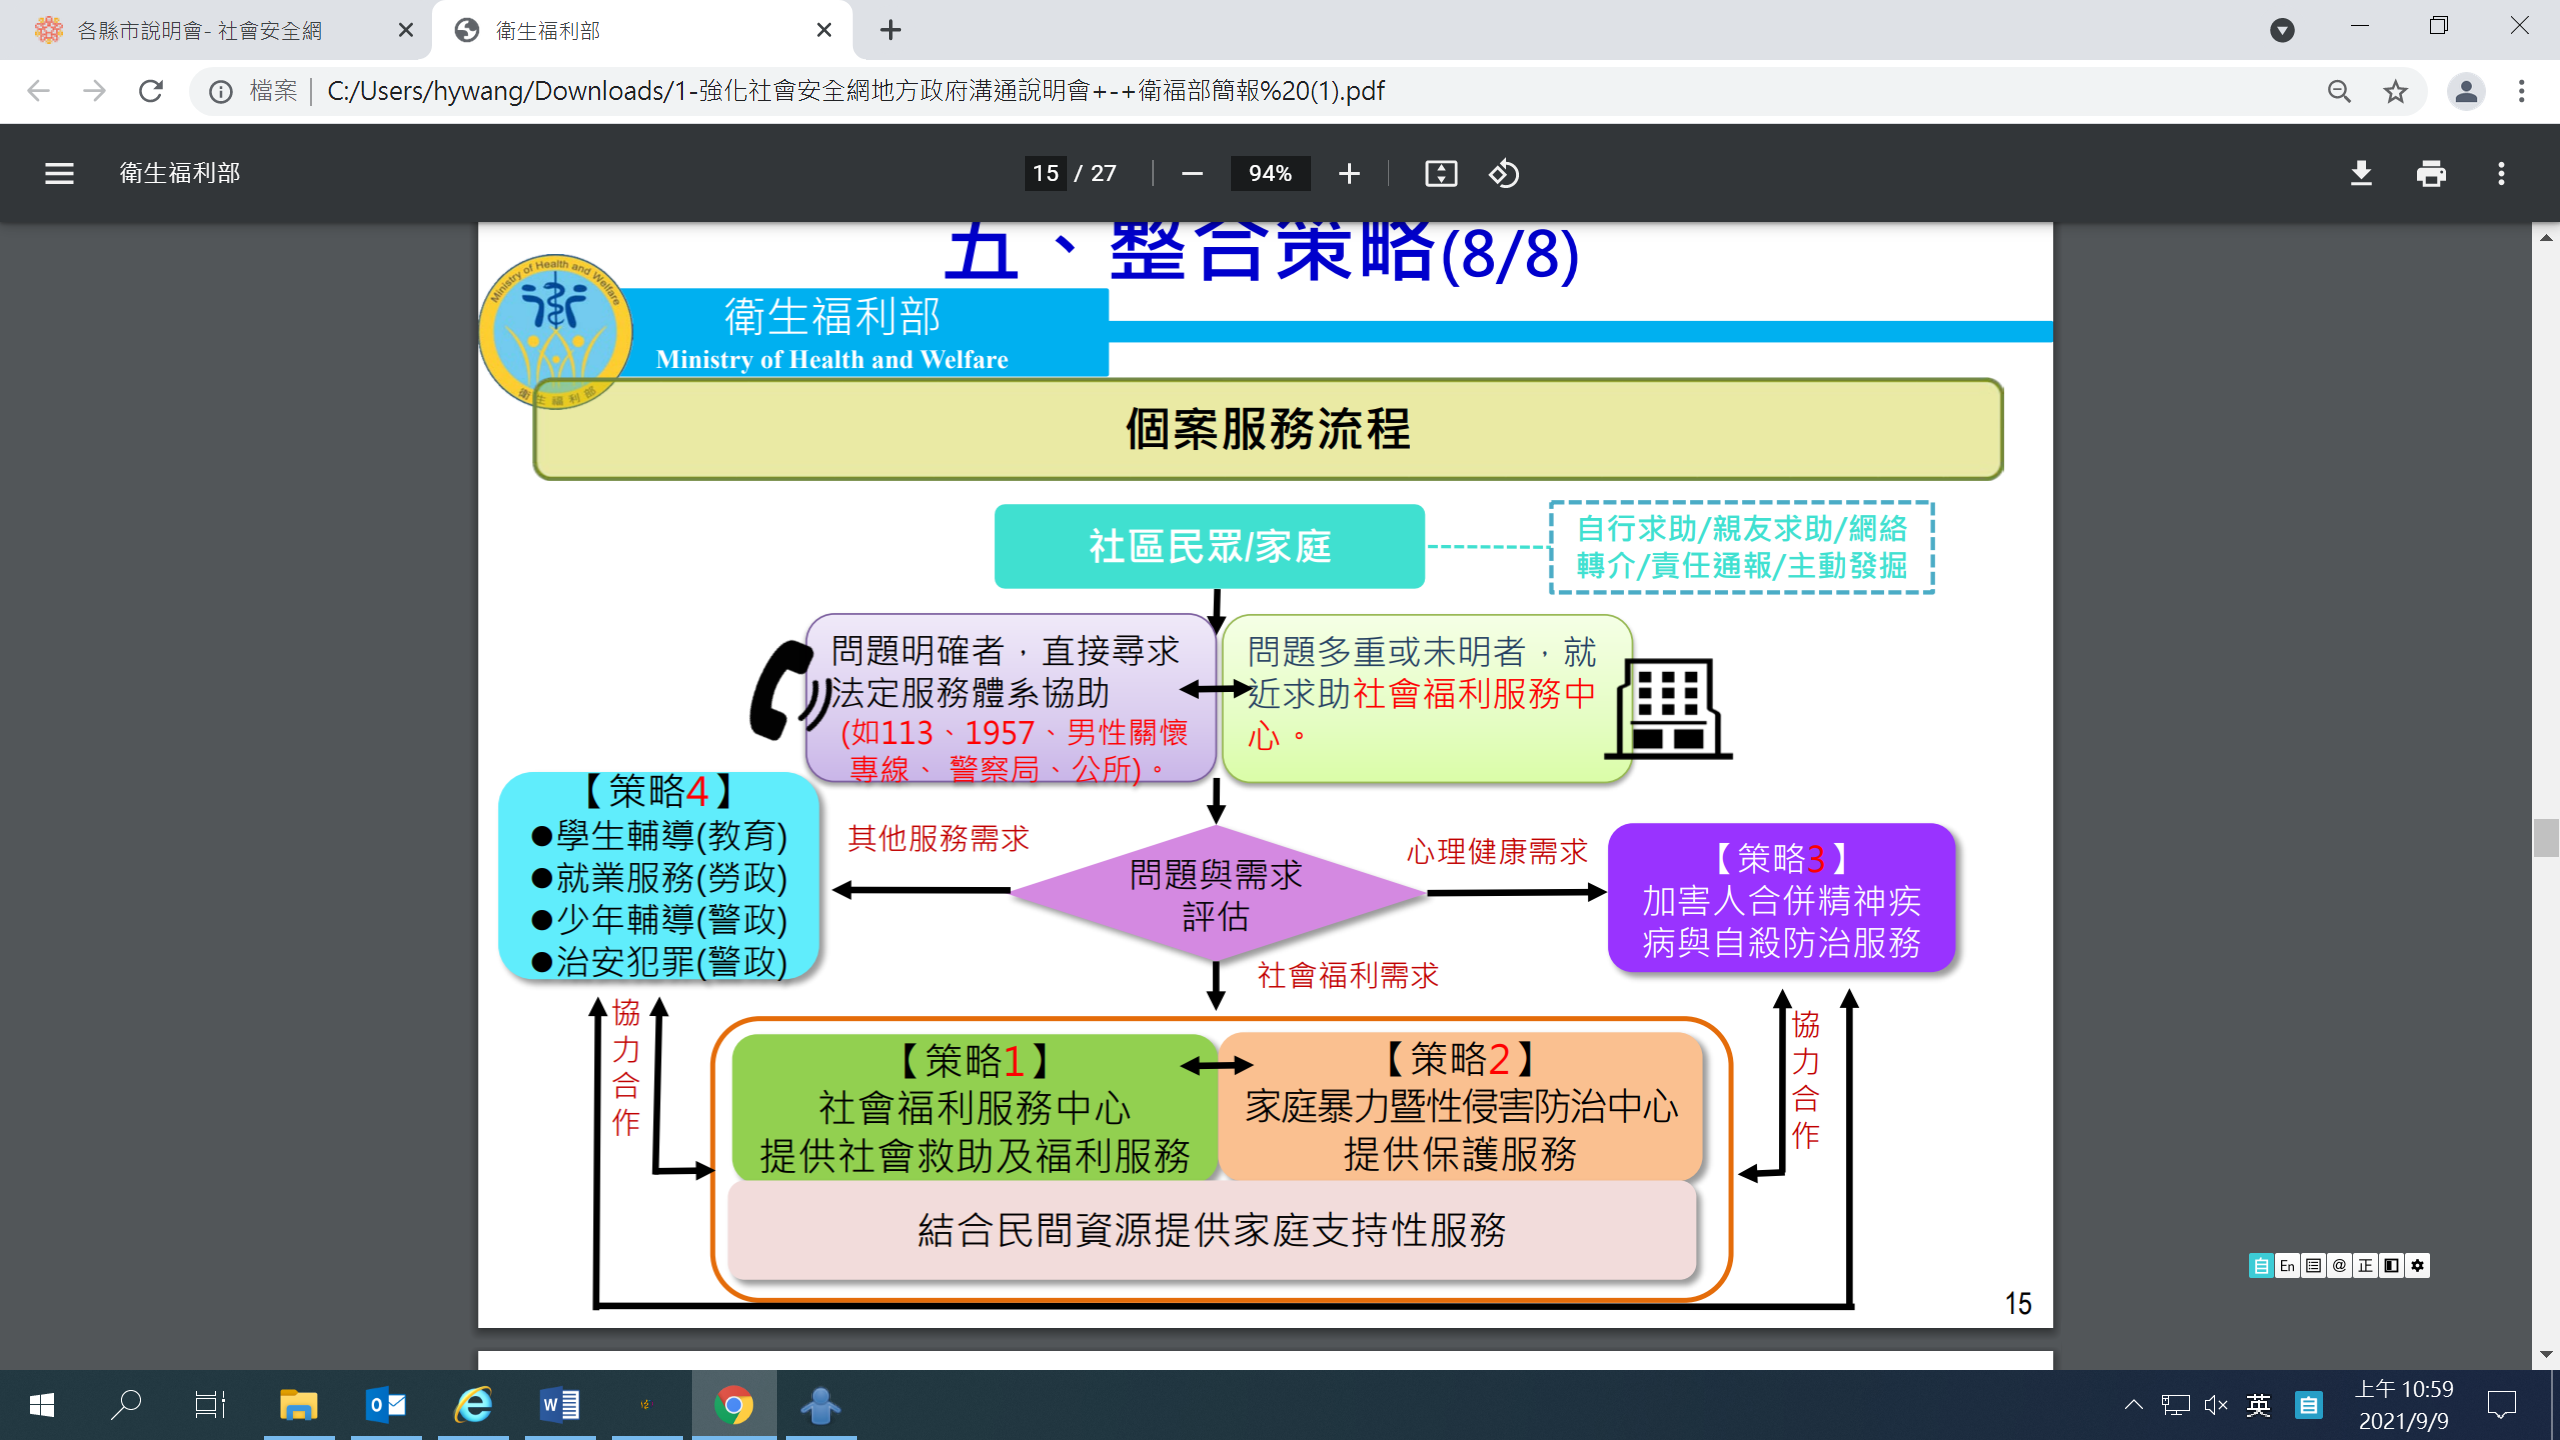 各縣市說明會- 社會安全網
衛生福利部
檔案
C:/Users/hywang/Downloads/1-強化社會安全網地方政府溝通說明會+-+衛福部簡報%20(1).pdf
衛生福利部
15 / 27
94%
五、整合策略(8/8)
Ministry of Health and Welfare
衛生福利部
衛生福利部
Ministry of Health and Welfare
個案服務流程
社區民眾/家庭
自行求助/親友求助/網絡
轉介/責任通報/主動發掘
問題明確者，直接尋求
法定服務體系協助
(如113、1957、男性關懷
專線、 警察局、公所)。
問題多重或未明者，就
近求助社會福利服務中
心。
【策略4】
●學生輔導(教育)
●就業服務(勞政)
●少年輔導(警政)
●治安犯罪(警政)
其他服務需求
問題與需求
評估
心理健康需求
【策略3】
加害人合併精神疾
病與自殺防治服務
社會福利需求
協
力
合
作
【策略1】
社會福利服務中心
提供社會救助及福利服務
【策略2】
家庭暴力暨性侵害防治中心
提供保護服務
協
力
合
作
結合民間資源提供家庭支持性服務
15
自 En @ 正
英 自
上午 10:59
2021/9/9